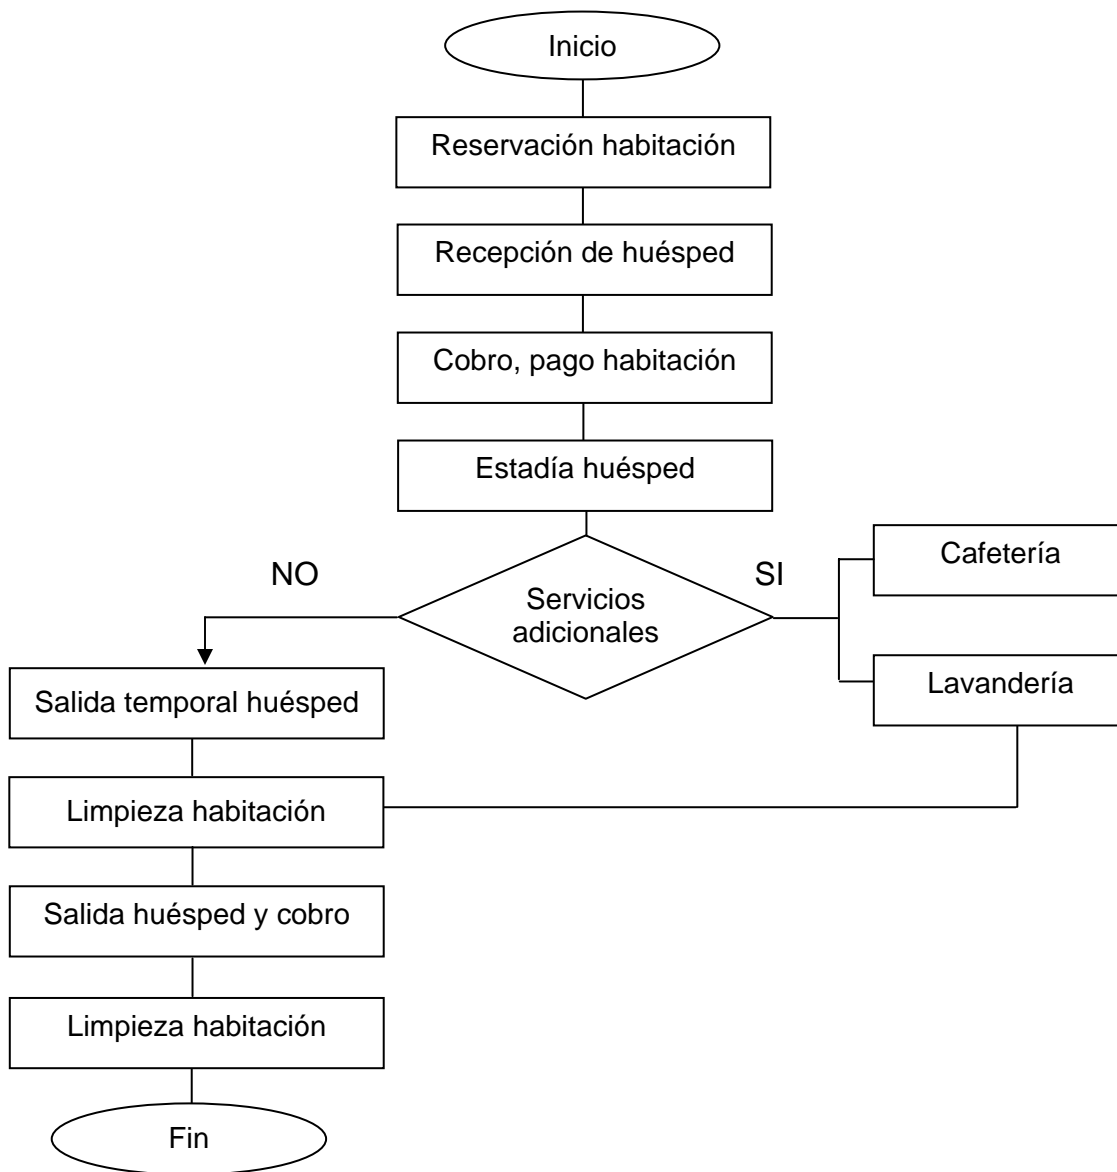 Inicio
Reservación habitación
Recepción de huésped
Cobro, pago habitación
Estadía huésped
NO
SI
Servicios
adicionales
Cafetería
Lavandería
Salida temporal huésped
Limpieza habitación
Salida huésped y cobro
Limpieza habitación
Fin